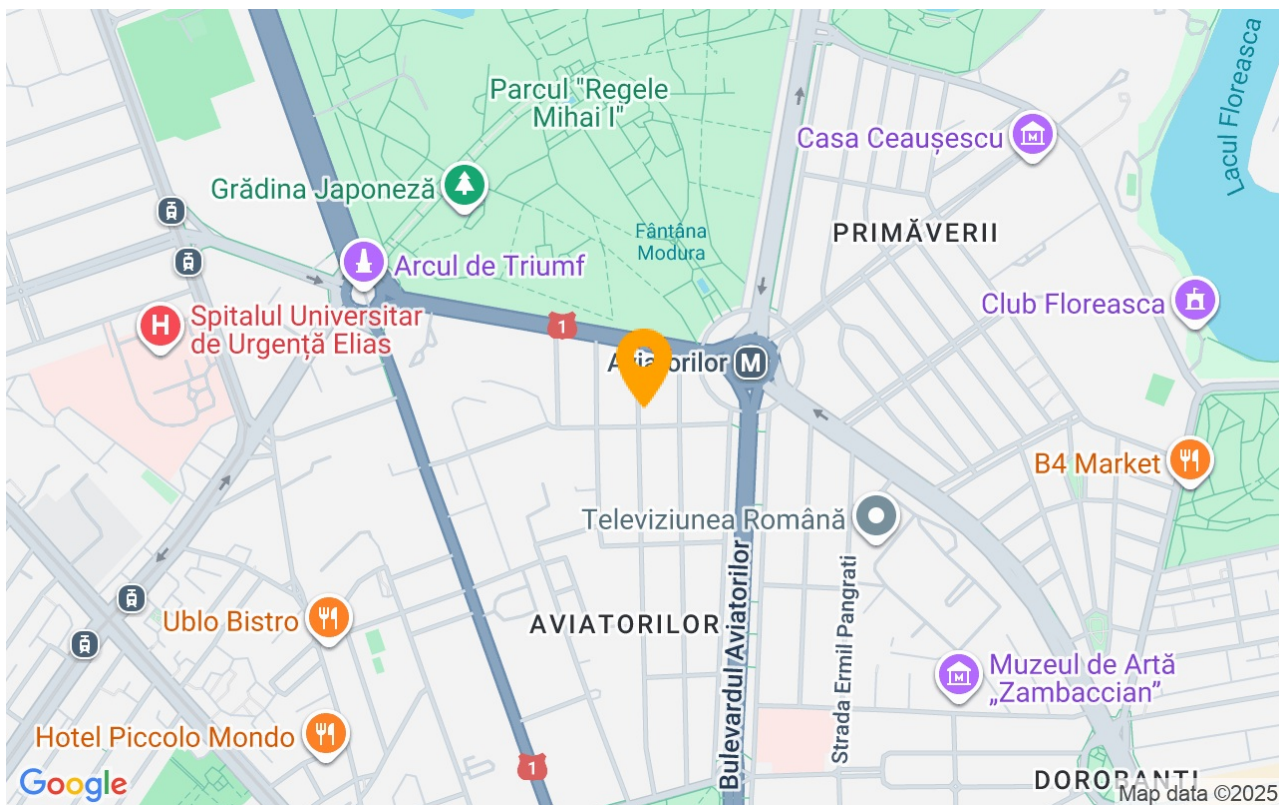 Parcul "Regele
Mihai I"
Lacul Floreasca
Casa Ceaușescu
Grădina Japoneză
Fântâna
Modura
PRIMĂVERII
Arcul de Triumf
Club Floreasca
H
Spitalul Universitar
de Urgență Elias
1
Aviatorilor
M
B4 Market
Televiziunea Română
Bulevardul Aviatorilor
Strada Ermil Pangrati
Ublo Bistro
AVIATORILOR
Muzeul de Artă
„Zambaccian”
Hotel Piccolo Mondo
1
DOROBANȚI
Google
Map data ©2025